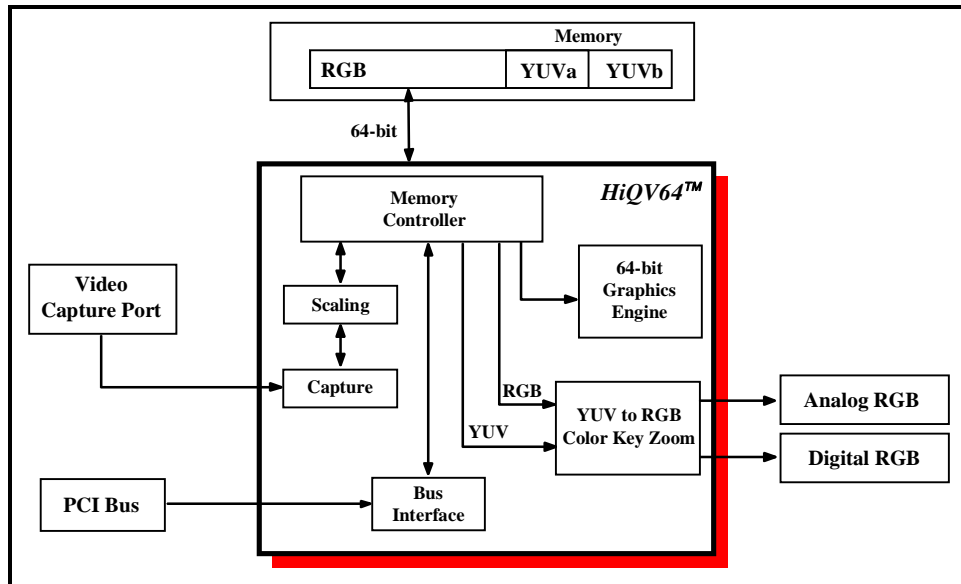 Memory
RGB
YUVa
YUVb
64-bit
HiQV64™
Memory
Controller
Video
Capture Port
Scaling
64-bit
Graphics
Engine
Capture
RGB
YUV
YUV to RGB
Color Key Zoom
Analog RGB
Digital RGB
PCI Bus
Bus
Interface